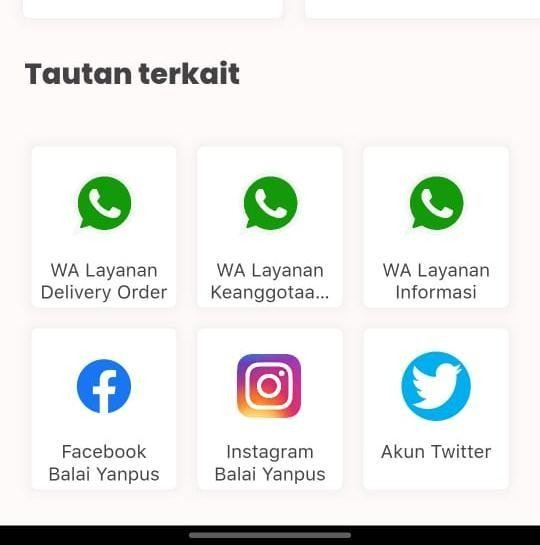 Tautan terkait
WA Layanan
Delivery Order
WA Layanan
Keanggotaa...
WA Layanan
Informasi
Facebook
Balai Yanpus
Instagram
Balai Yanpus
Akun Twitter